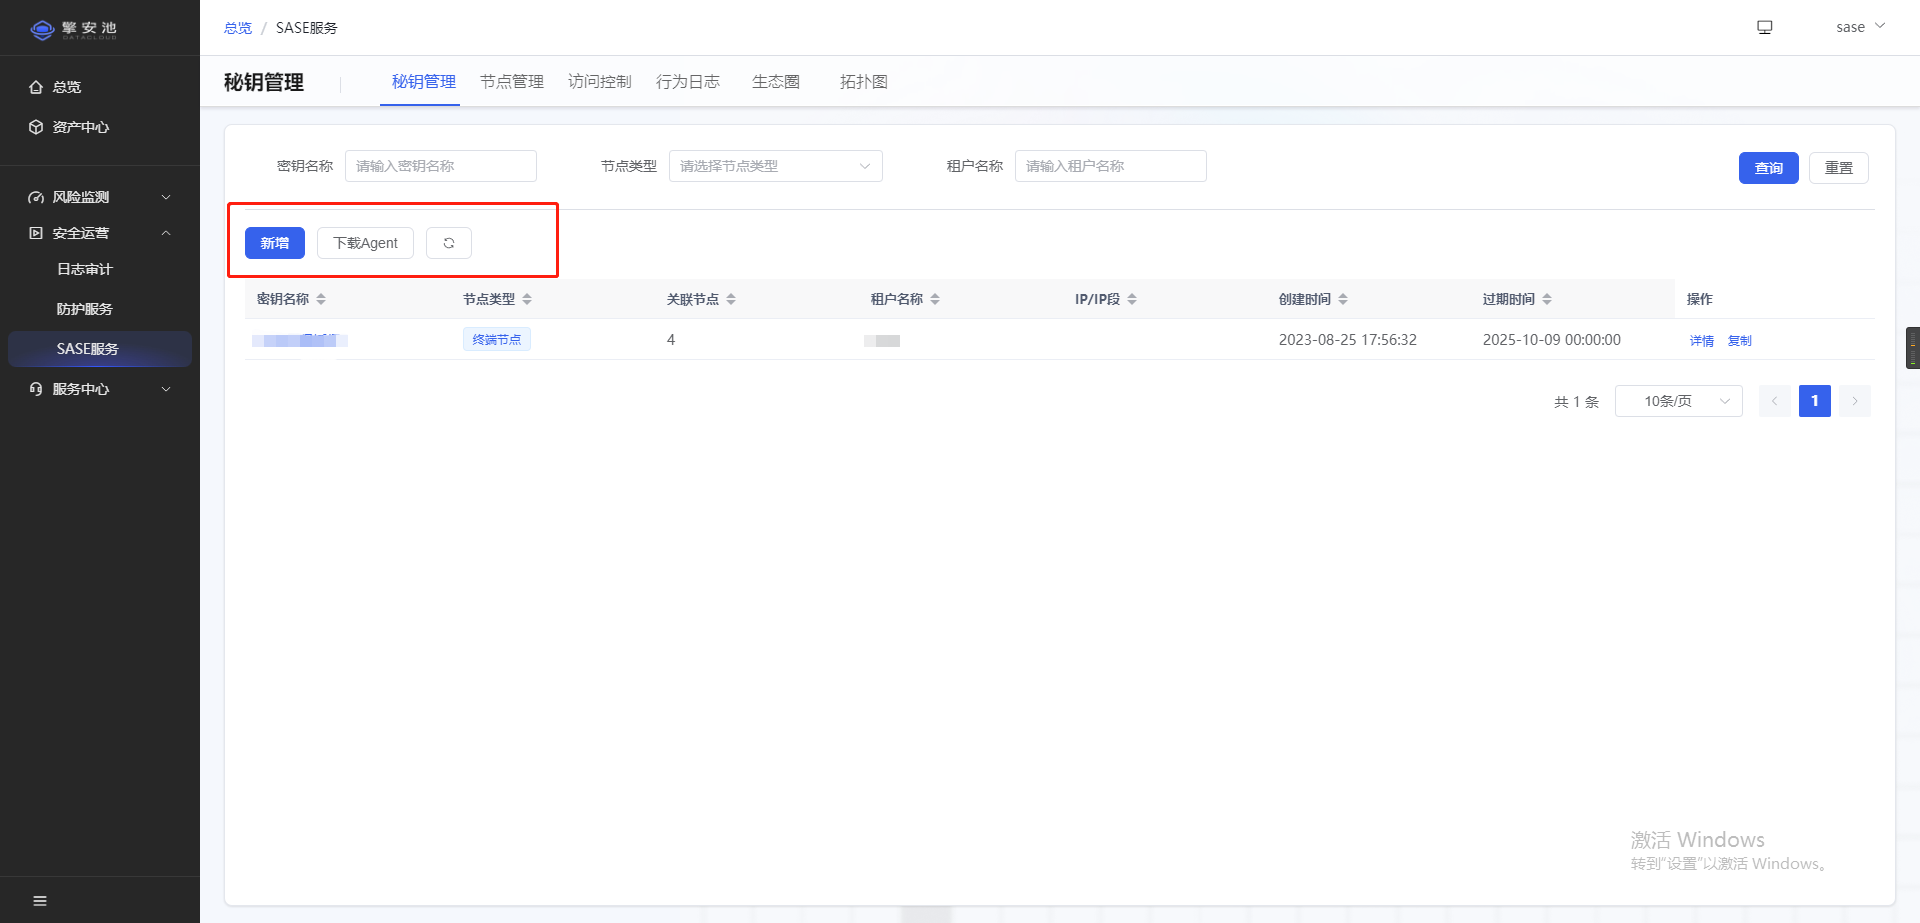 擎安池
DATACLOUD
总览 / SASE服务
sase
总览
资产中心
风险监测
安全运营
日志审计
防护服务
SASE服务
服务中心
秘钥管理
秘钥管理 节点管理 访问控制 行为日志 生态圈 拓扑图
密钥名称 请输入密钥名称 节点类型 请选择节点类型 租户名称 请输入租户名称 查询 重置
新增 下载Agent
密钥名称 节点类型 关联节点 租户名称 IP/IP段 创建时间 过期时间 操作
终端节点 4 2023-08-25 17:56:32 2025-10-09 00:00:00 详情 复制
共 1 条 10条/页 1
激活 Windows
转到“设置”以激活 Windows。